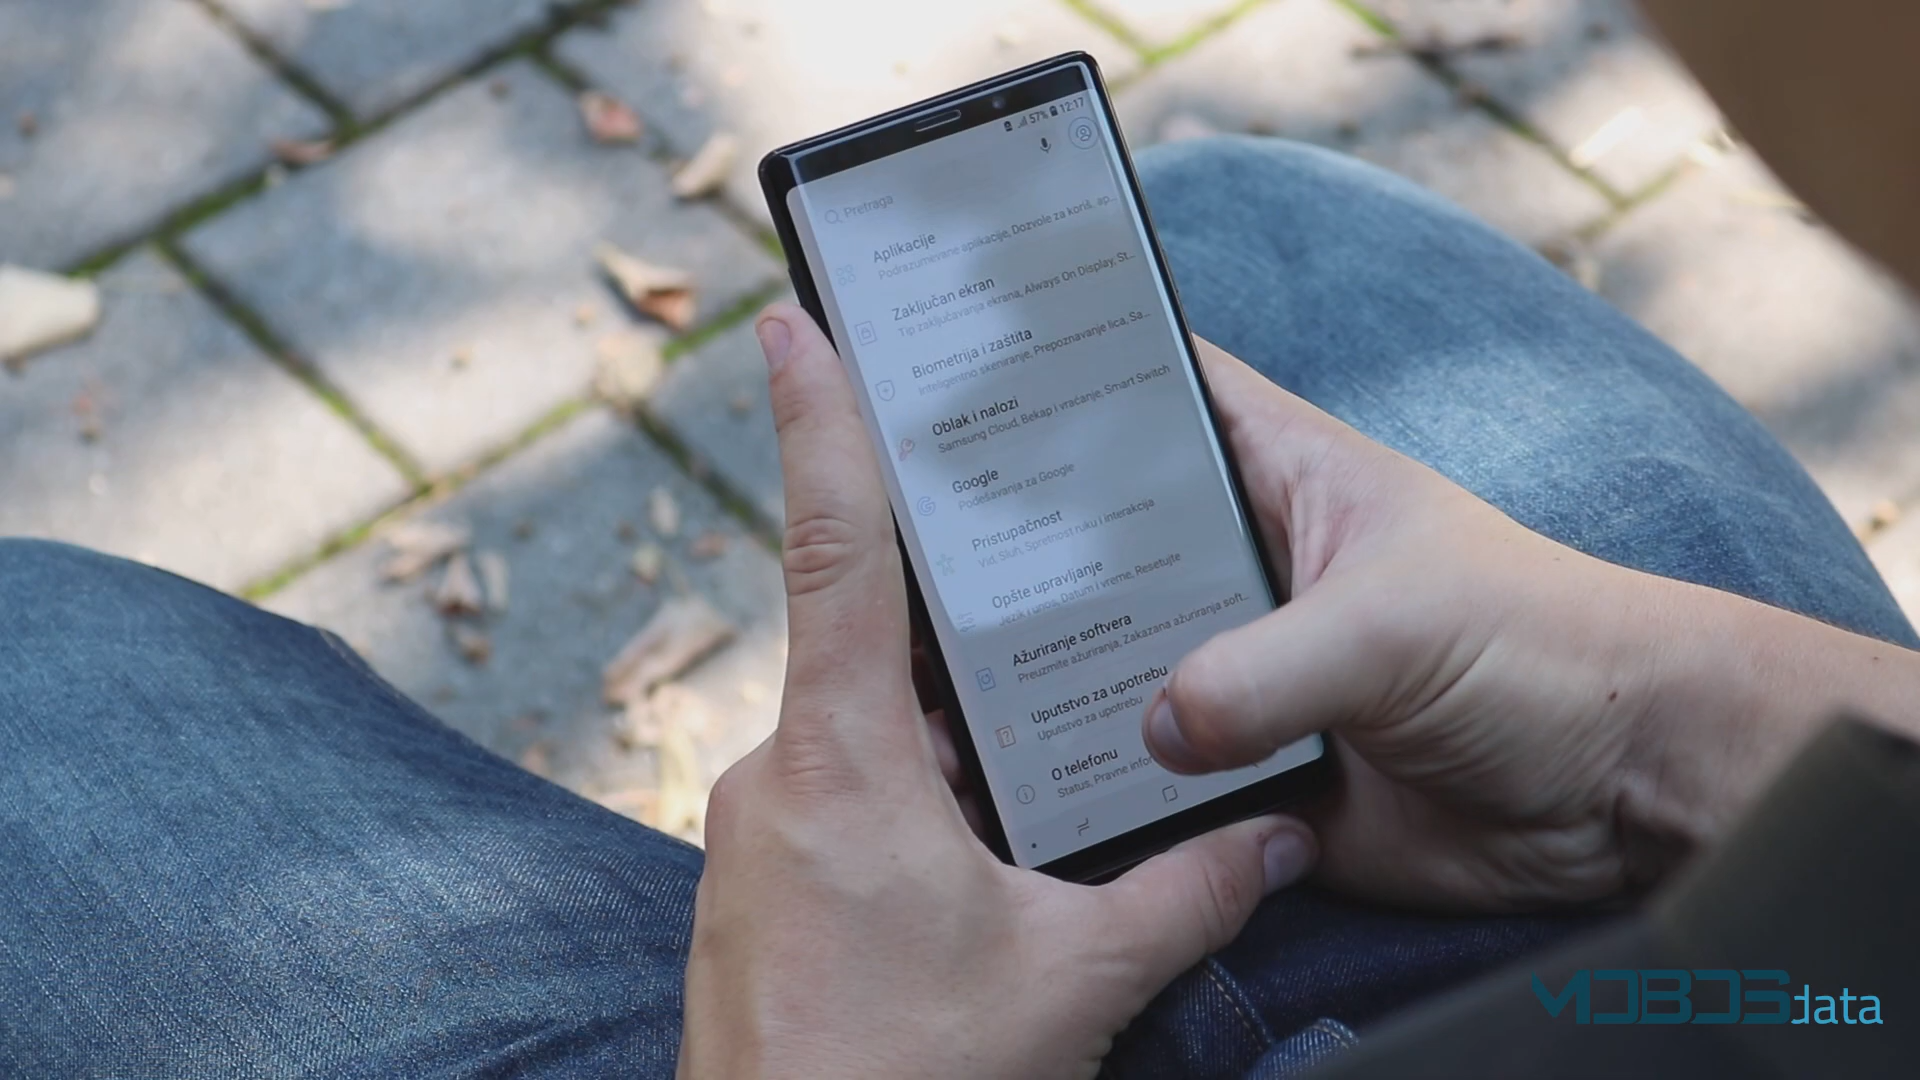 57% 12:17
Pretraga
Aplikacije
Podrazumevane aplikacije, Dozvole za koriš. ap...
Zaključan ekran
Tip zaključavanja ekrana, Always On Display, St...
Biometrija i zaštita
Inteligentno skeniranje, Prepoznavanje lica, Sa...
Oblak i nalozi
Samsung Cloud, Bekap i vraćanje, Smart Switch
Google
Podešavanja za Google
Pristupačnost
Vid, Sluh, Spretnost ruku i interakcija
Opšte upravljanje
Jezik i unos, Datum i vreme, Resetujte
Ažuriranje softvera
Preuzmite ažuriranja, Zakazana ažuriranja soft...
Uputstvo za upotrebu
Uputstvo za upotrebu
O telefonu
Status, Pravne infor
MOBOSdata